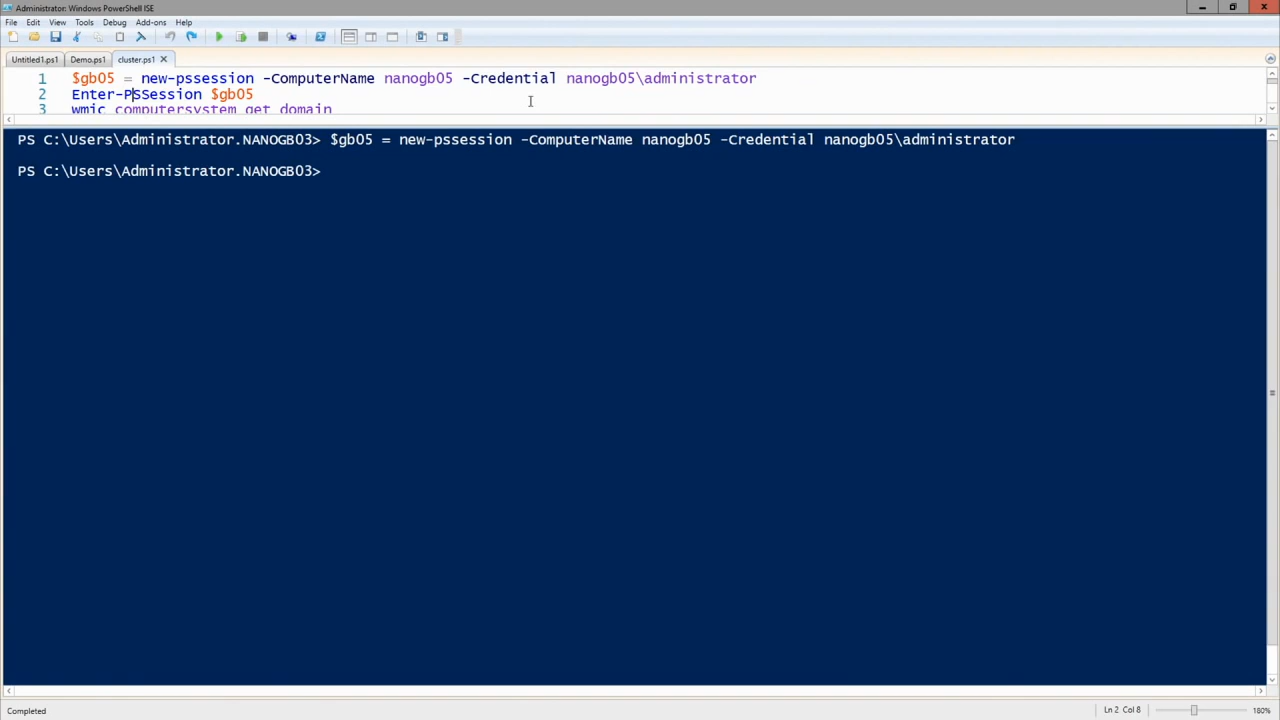 Administrator: Windows PowerShell ISE
File Edit View Tools Debug Add-ons Help
Untitled1.ps1 Demo.ps1 cluster.ps1
1 $gb05 = new-pssession -ComputerName nanogb05 -Credential nanogb05\administrator
2 Enter-PSSession $gb05
3 wmic computersystem get domain
PS C:\Users\Administrator.NANOGB03> $gb05 = new-pssession -ComputerName nanogb05 -Credential nanogb05\administrator
PS C:\Users\Administrator.NANOGB03>
Completed Ln 2 Col 8 180%